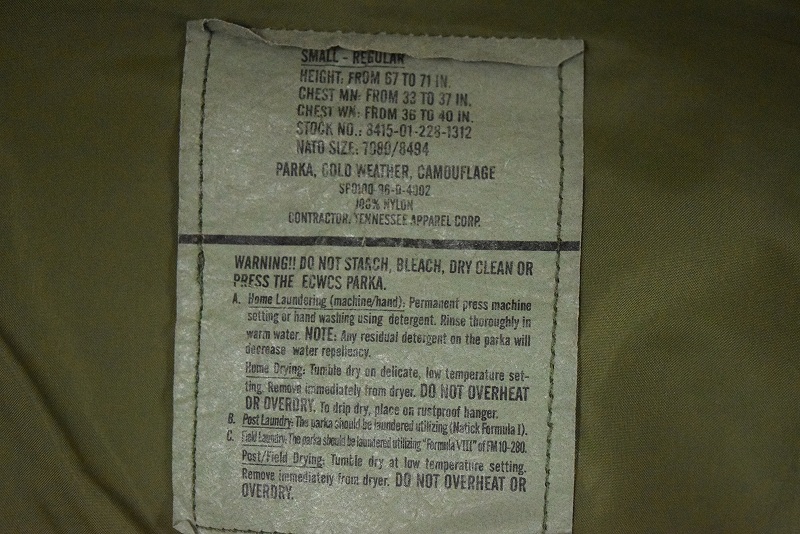 SMALL - REGULAR
HEIGHT: FROM 67 TO 71 IN.
CHEST MN: FROM 33 TO 37 IN.
CHEST WN: FROM 36 TO 40 IN.
STOCK NO.: 8415-01-228-1312
NATO SIZE: 7080/8494
PARKA, COLD WEATHER, CAMOUFLAGE
100% NYLON
CONTRACTOR: TENNESSEE APPAREL CORP.
WARNING!! DO NOT STARCH, BLEACH, DRY CLEAN OR
PRESS THE ECWCS PARKA.
A. Home Laundering (machine/hand): Permanent press machine
setting or hand washing using detergent. Rinse thoroughly in
warm water. NOTE: Any residual detergent on the parka will
decrease water repellency.
Home Drying: Tumble dry on delicate, low temperature set-
ting. Remove immediately from dryer. DO NOT OVERHEAT
OR OVERDRY. To drip dry, place on rustproof hanger.
B. Post Laundry: The parka should be laundered utilizing (Natick Formula I).
C. Field Laundry: The parka should be laundered utilizing "Formula VIII" of FM 10-280.
Post/Field Drying: Tumble dry at low temperature setting.
Remove immediately from dryer. DO NOT OVERHEAT OR
OVERDRY.